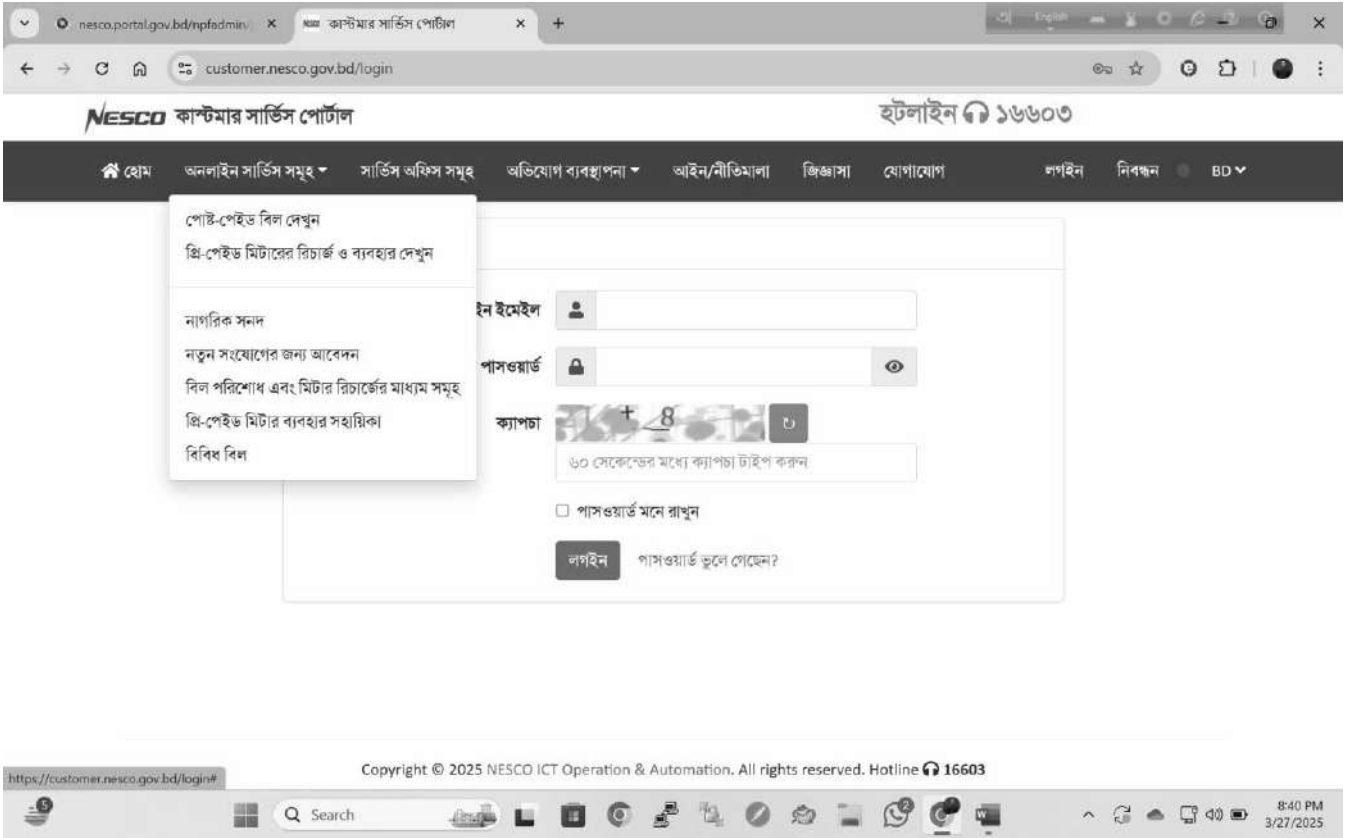 nesco.portal.gov.bd/npfadmin/
কাস্টমার সার্ভিস পোর্টাল
English
customer.nesco.gov.bd/login
NESCO কাস্টমার সার্ভিস পোর্টাল
হটলাইন ১৬৬০৩
হোম অনলাইন সার্ভিস সমূহ সার্ভিস অফিস সমূহ অভিযোগ ব্যবস্থাপনা আইন/নীতিমালা জিজ্ঞাসা যোগাযোগ লগইন নিবন্ধন BD
পোষ্ট-পেইড বিল দেখুন
প্রি-পেইড মিটারের রিচার্জ ও ব্যবহার দেখুন
নাগরিক সনদ
নতুন সংযোগের জন্য আবেদন
বিল পরিশোধ এবং মিটার রিচার্জের মাধ্যম সমূহ
প্রি-পেইড মিটার ব্যবহার সহায়িকা
বিবিধ বিল
ইমেইল
পাসওয়ার্ড
ক্যাপচা
+ 8
৬০ সেকেন্ডের মধ্যে ক্যাপচা টাইপ করুন
পাসওয়ার্ড মনে রাখুন
লগইন পাসওয়ার্ড ভুলে গেছেন?
Copyright © 2025 NESCO ICT Operation & Automation. All rights reserved. Hotline 16603
https://customer.nesco.gov.bd/login#
5
Search
2
8:40 PM
3/27/2025